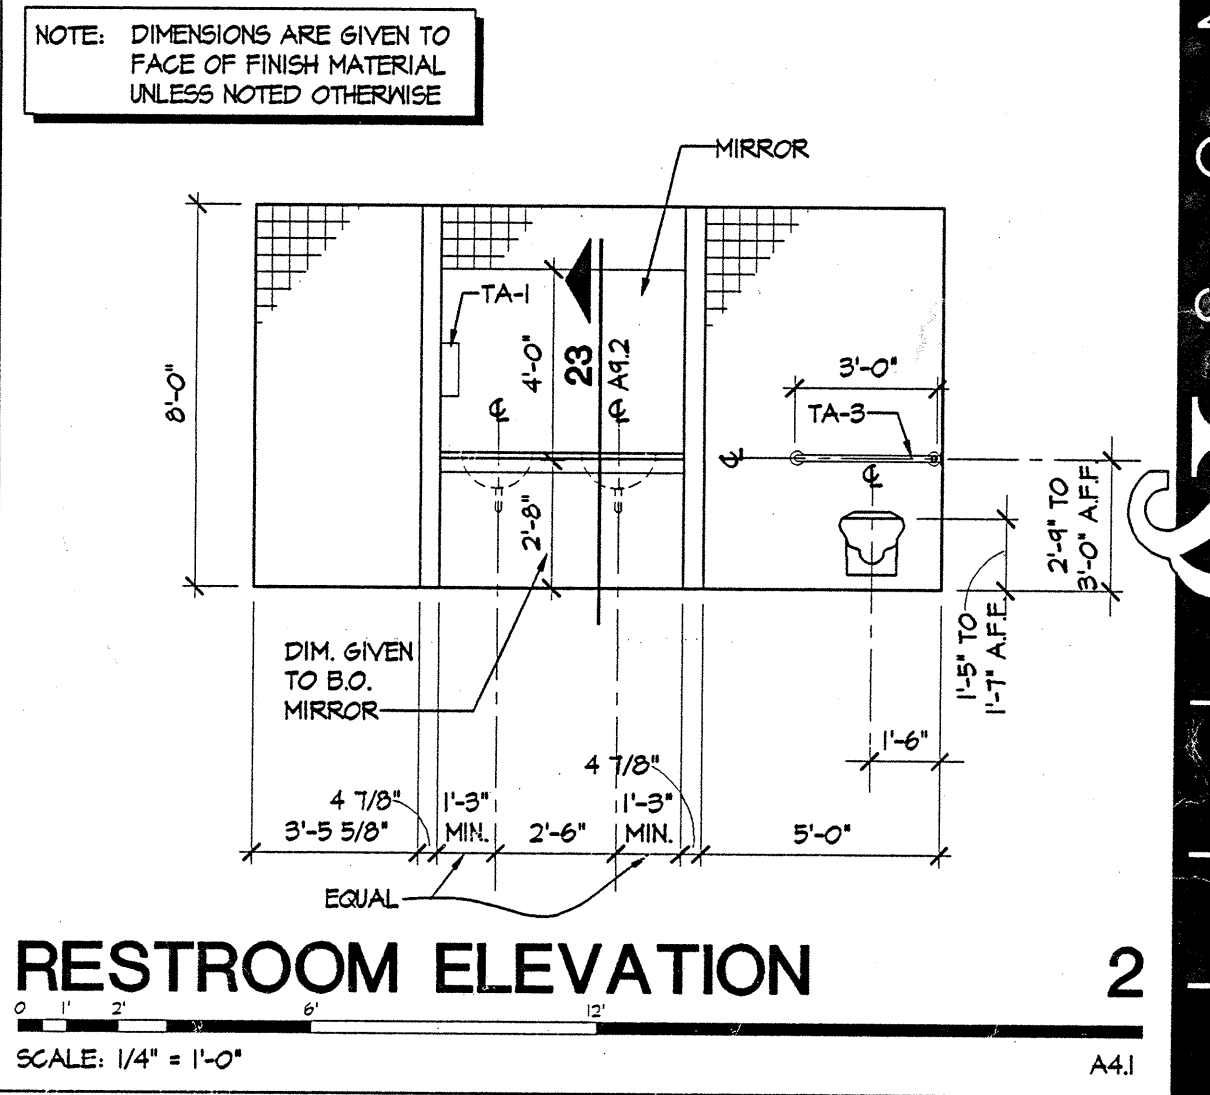 NOTE: DIMENSIONS ARE GIVEN TO
FACE OF FINISH MATERIAL
UNLESS NOTED OTHERWISE
MIRROR
TA-1
8'-0"
4'-0"
23
A9.2
℄
℄
3'-0"
TA-3
℄
℄
2'-8"
2'-9" TO
3'-0" A.F.F
1'-5" TO
1'-7" A.F.F.
DIM. GIVEN
TO B.O.
MIRROR
1'-6"
4 7/8"
4 7/8"
1'-3"
MIN.
1'-3"
MIN.
3'-5 5/8"
2'-6"
5'-0"
EQUAL
RESTROOM ELEVATION 2
0 1' 2' 6' 12'
SCALE: 1/4" = 1'-0"
A4.1